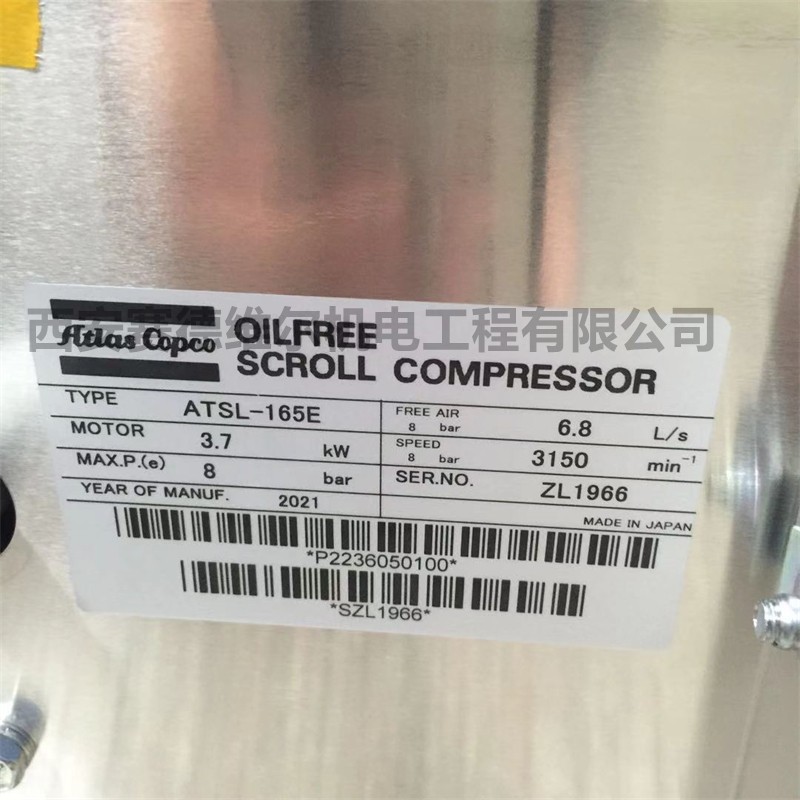 西安赛德维尔机电工程有限公司
Atlas Copco
OILFREE
SCROLL COMPRESSOR
TYPE ATSL-165E
MOTOR 3.7 kW
MAX.P.(e) 8 bar
YEAR OF MANUF. 2021
FREE AIR 8 bar 6.8 L/s
SPEED 8 bar 3150 min⁻¹
SER.NO. ZL1966
MADE IN JAPAN
*P2236050100*
*SZL1966*